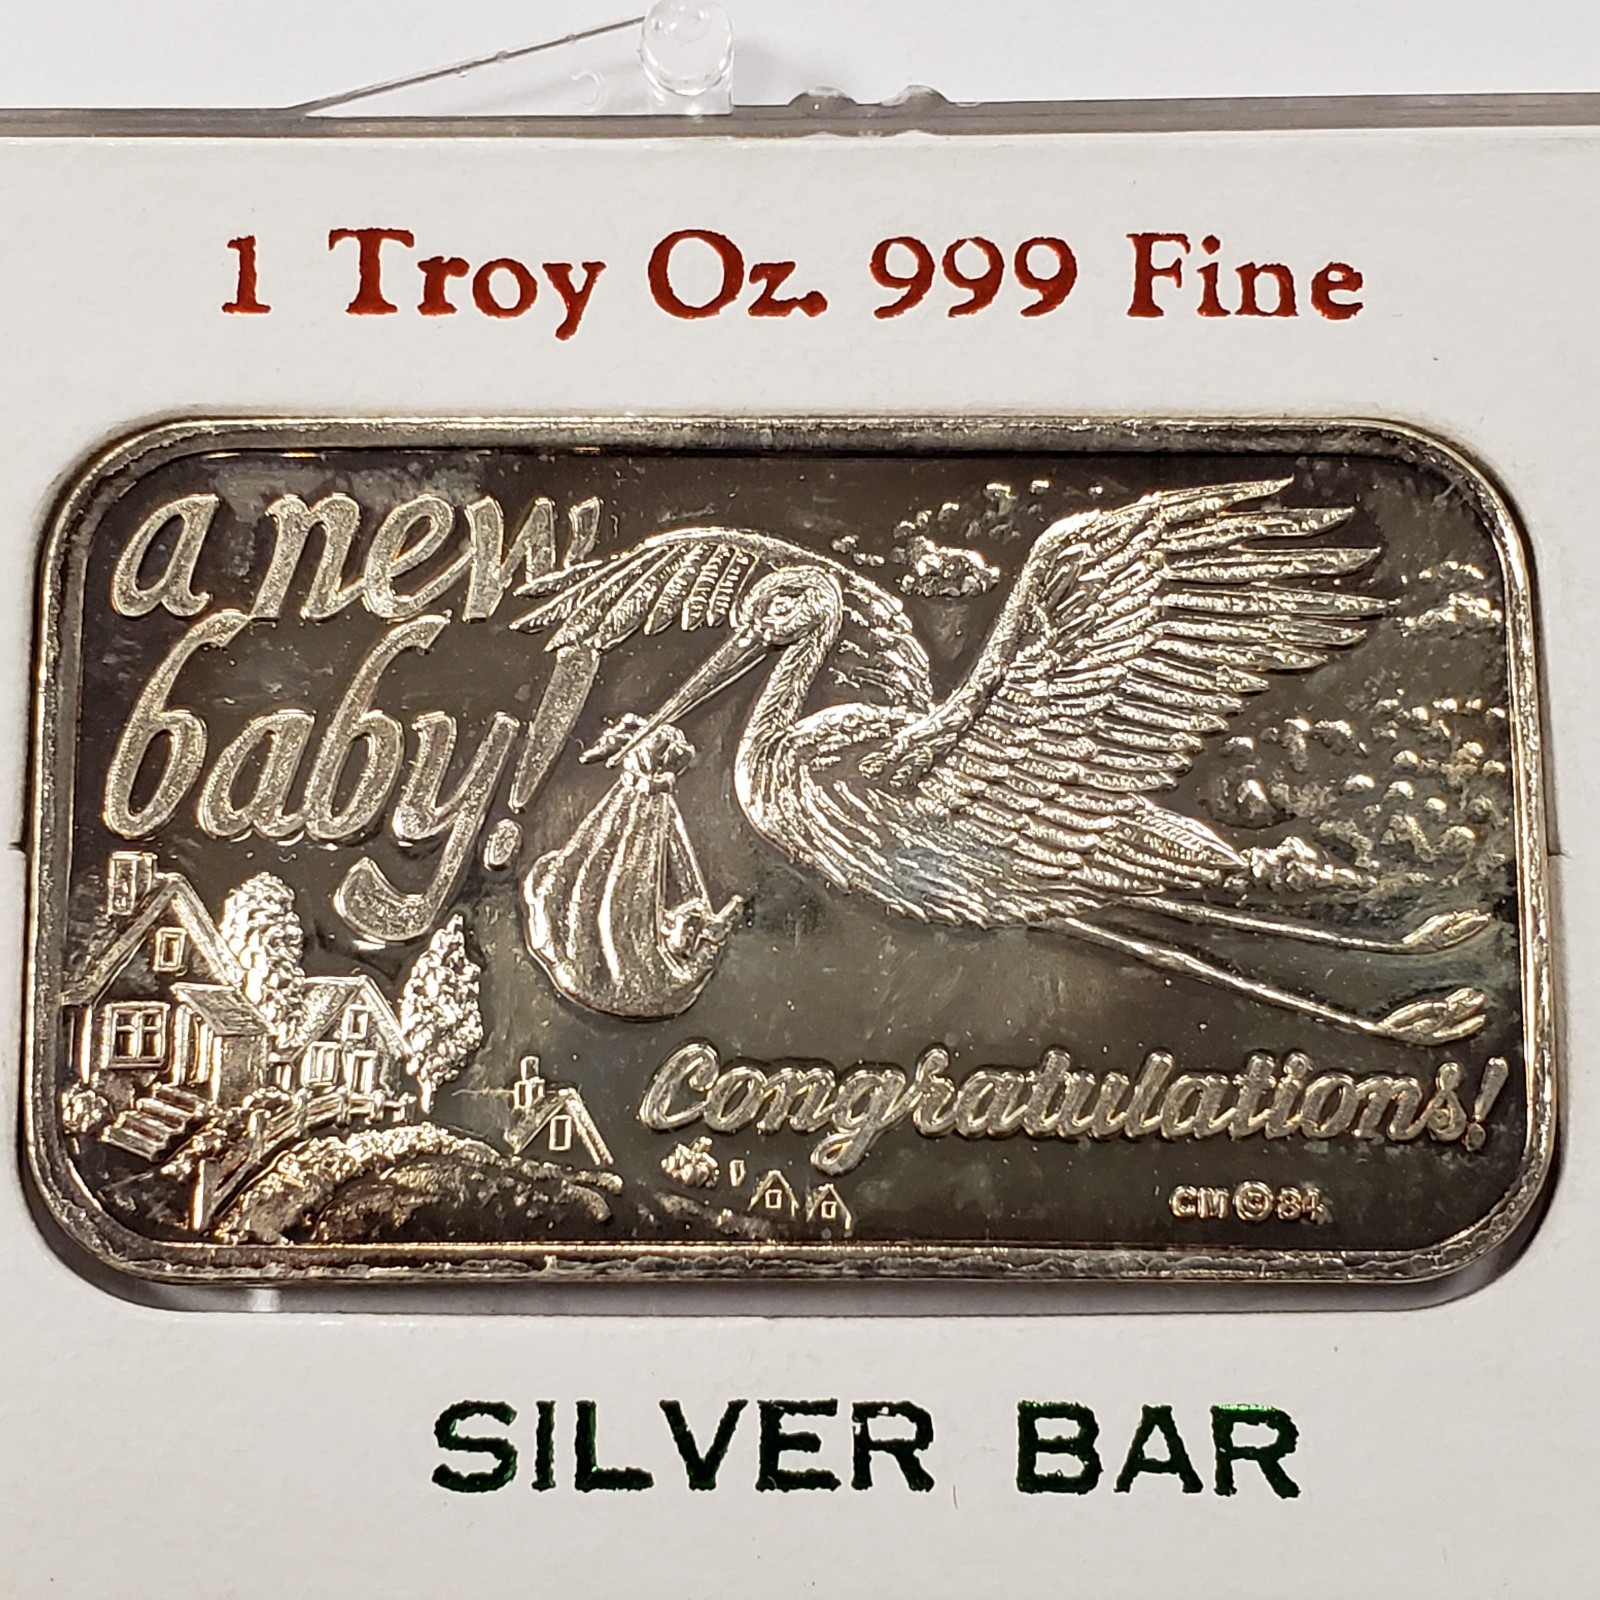 1 Troy Oz. 999 Fine
a new
baby!
Congratulations!
CM©84
SILVER BAR